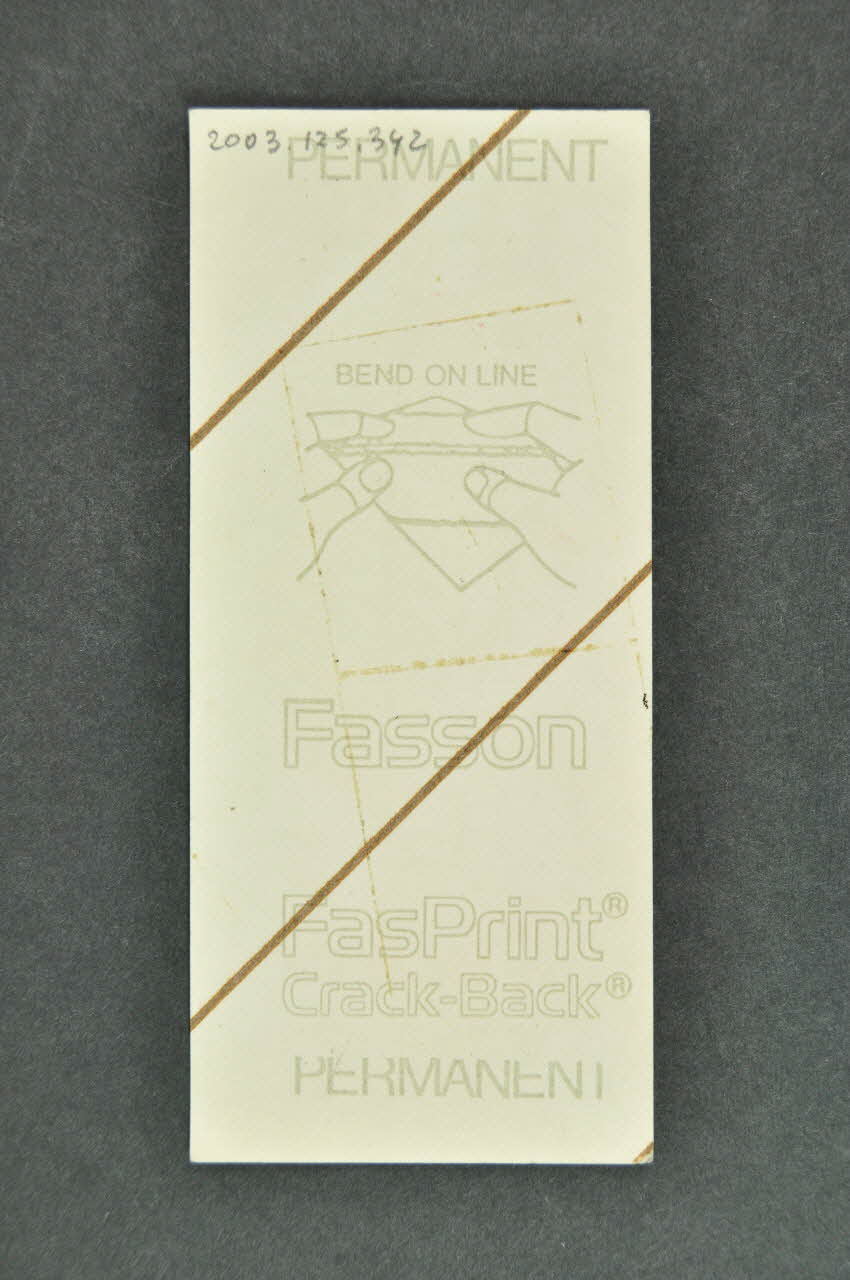 2003.125.342
PERMANENT
BEND ON LINE
Fasson
FasPrint®
Crack-Back®
PERMANENT